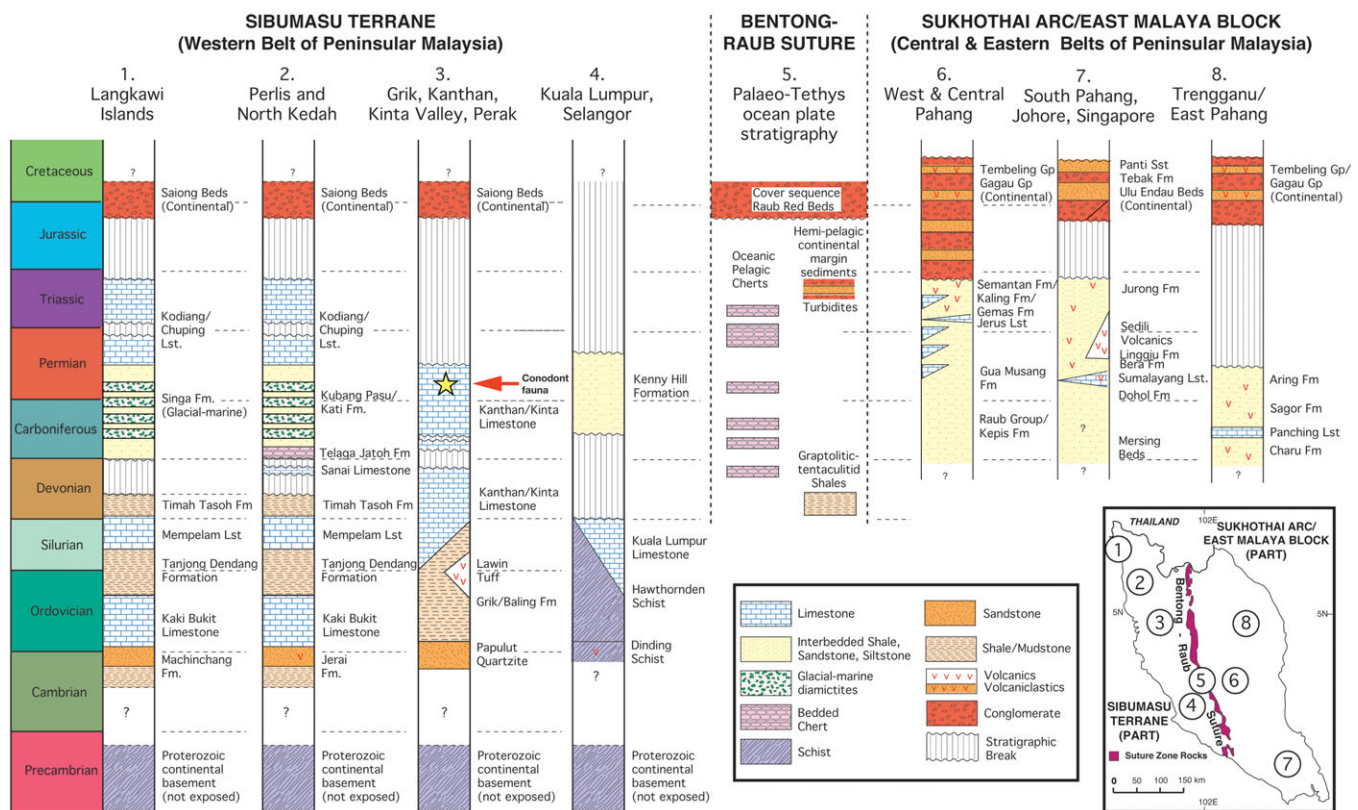 SIBUMASU TERRANE
(Western Belt of Peninsular Malaysia)
BENTONG-
RAUB SUTURE
SUKHOTHAI ARC/EAST MALAYA BLOCK
(Central & Eastern Belts of Peninsular Malaysia)
1.
Langkawi
Islands
2.
Perlis and
North Kedah
3.
Grik, Kanthan,
Kinta Valley, Perak
4.
Kuala Lumpur,
Selangor
5.
Palaeo-Tethys
ocean plate
stratigraphy
6.
West & Central
Pahang
7.
South Pahang,
Johore, Singapore
8.
Trengganu/
East Pahang
Cretaceous
Jurassic
Triassic
Permian
Carboniferous
Devonian
Silurian
Ordovician
Cambrian
Precambrian
?
Saiong Beds
(Continental)
Kodiang/
Chuping
Lst.
Singa Fm.
(Glacial-marine)
Timah Tasoh Fm
Mempelam Lst
Tanjong Dendang
Formation
Kaki Bukit
Limestone
Machinchang
Fm.
?
Proterozoic
continental
basement
(not exposed)
?
Saiong Beds
(Continental)
Kodiang/
Chuping
Lst.
Kubang Pasu/
Kati Fm.
Telaga Jatoh Fm
Sanai Limestone
Timah Tasoh Fm
Mempelam Lst
Tanjong Dendang
Formation
Kaki Bukit
Limestone
v
Jerai
Fm.
?
Proterozoic
continental
basement
(not exposed)
?
Saiong Beds
(Continental)
Conodont
fauna
Kanthan/Kinta
Limestone
Kanthan/Kinta
Limestone
v
v v
v
Lawin
Tuff
Grik/Baling Fm
Papulut
Quartzite
?
Proterozoic
continental
basement
(not exposed)
?
Kenny Hill
Formation
Kuala Lumpur
Limestone
Hawthornden
Schist
v
Dinding
Schist
?
Proterozoic
continental
basement
(not exposed)
Cover sequence
Raub Red Beds
Oceanic
Pelagic
Cherts
Hemi-pelagic
continental
margin
sediments
Turbidites
Graptolitic-
tentaculitid
Shales
Tembeling Gp
Gagau Gp
(Continental)
Semantan Fm/
Kaling Fm/
Gemas Fm
Jerus Lst
Gua Musang
Fm
Raub Group/
Kepis Fm
?
Panti Sst
Tebak Fm
Ulu Endau Beds
(Continental)
Jurong Fm
Sedili
Volcanics
Linggiu Fm
Bera Fm
Sumalayang Lst.
Dohol Fm
?
Mersing
Beds
?
Tembeling Gp/
Gagau Gp
(Continental)
Aring Fm
Sagor Fm
Panching Lst
Charu Fm
?
Limestone
Interbedded Shale,
Sandstone, Siltstone
Glacial-marine
diamictites
Bedded
Chert
Schist
Sandstone
Shale/Mudstone
Volcanics
Volcaniclastics
Conglomerate
Stratigraphic
Break
THAILAND
102E
SUKHOTHAI ARC/
EAST MALAYA BLOCK
(PART)
1
2
3
4
5
6
7
8
5N
5N
Bentong - Raub
Suture
SIBUMASU
TERRANE
(PART)
Suture Zone Rocks
0 50 100 150 km
102E